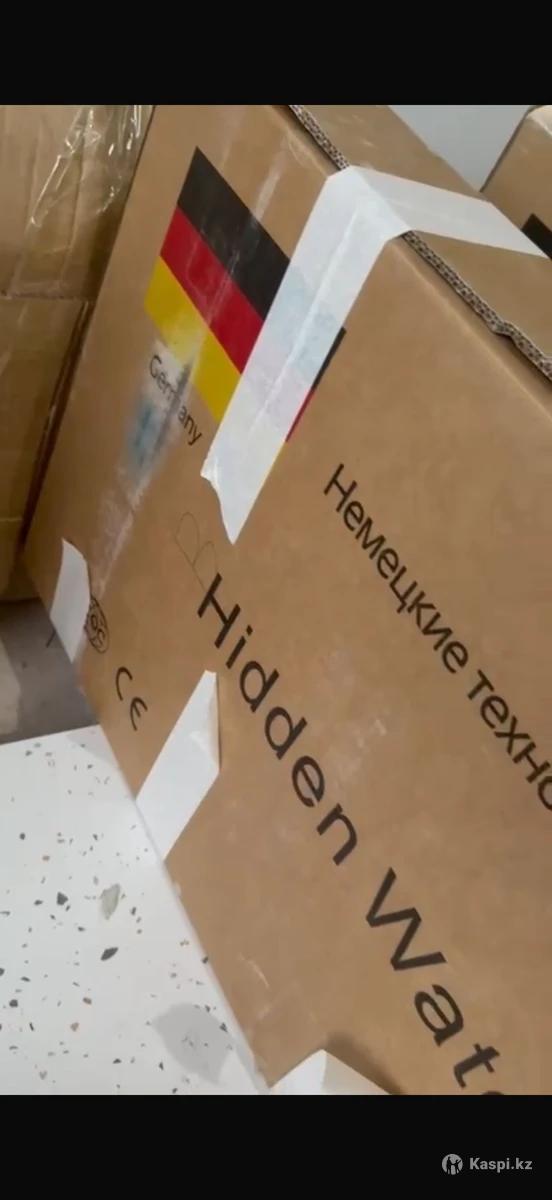 Germany
Немецкие техно
Hidden Wat
CE
Kaspi.kz